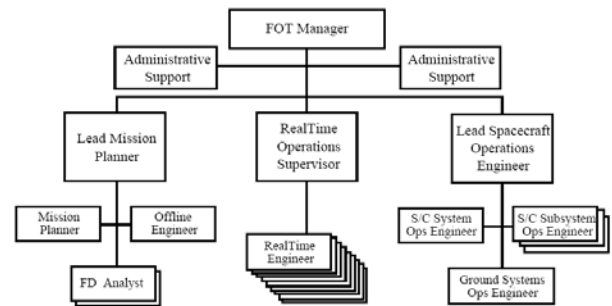 FOT Manager
Administrative
Support
Administrative
Support
Lead Mission
Planner
RealTime
Operations
Supervisor
Lead Spacecraft
Operations
Engineer
Mission
Planner
Offline
Engineer
S/C System
Ops Engineer
S/C Subsystem
Ops Engineer
RealTime
Engineer
FD Analyst
Ground Systems
Ops Engineer